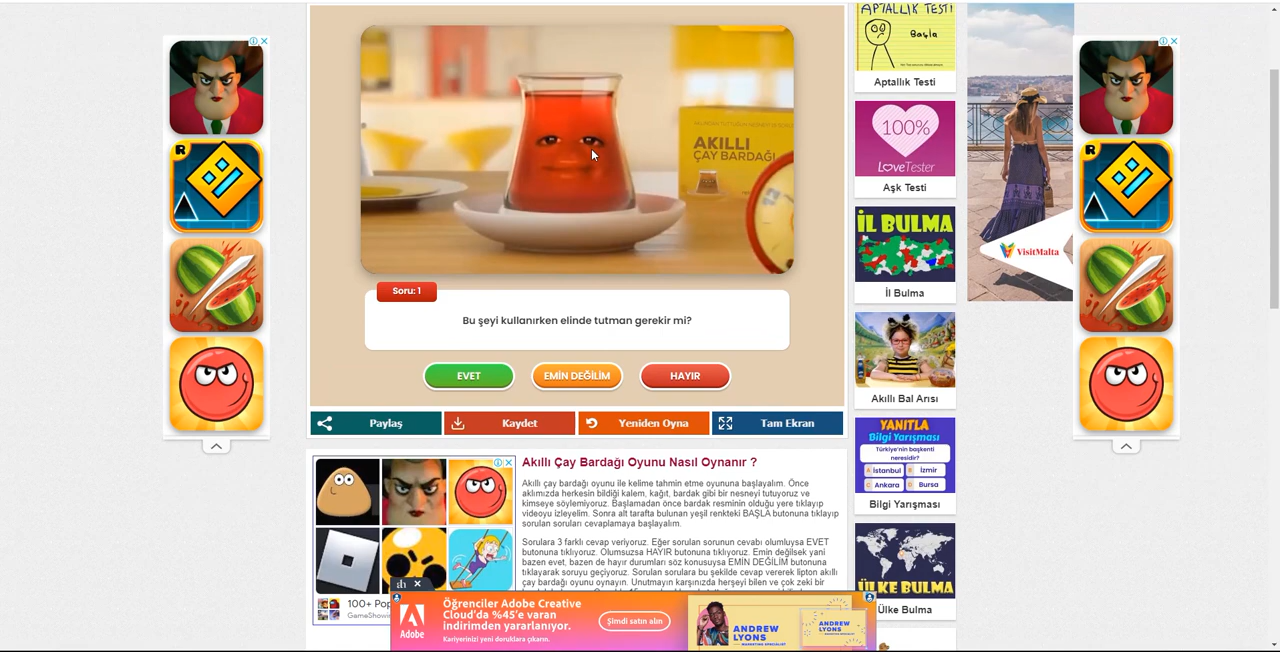 AKILLI
ÇAY BARDAĞI
Soru: 1
Bu şeyi kullanırken elinde tutman gerekir mi?
EVET
EMİN DEĞİLİM
HAYIR
Paylaş
Kaydet
Yeniden Oyna
Tam Ekran
Akıllı Çay Bardağı Oyunu Nasıl Oynanır ?
Akıllı çay bardağı oyunu ile kelime tahmin etme oyununa başlayalım. Önce
aklımızda herkesin bildiği kalem, kağıt, bardak gibi bir nesneyi tutuyoruz ve
kimseye söylemiyoruz. Başlamadan önce bardak resminin olduğu yere tıklayıp
videoyu izleyelim. Sonra alt tarafta bulunan yeşil renkteki BAŞLA butonuna tıklayıp
sorulan soruları cevaplamaya başlayalım.
Sorulara 3 farklı cevap veriyoruz. Eğer sorulan sorunun cevabı olumluysa EVET
butonuna tıklıyoruz. Olumsuzsa HAYIR butonuna tıklıyoruz. Emin değilsek yani
bazen evet, bazen de hayır durumları söz konusuysa EMİN DEĞİLİM butonuna
tıklayarak soruyu geçiyoruz. Sorulan sorulara bu şekilde cevap vererek lipton akıllı
çay bardağı oyunu oynayın. Unutmayın karşınızda herşeyi bilen ve çok zeki bir
100+ Pop
GameShowi
Adobe
Öğrenciler Adobe Creative
Cloud'da %45'e varan
indirimden yararlanıyor.
Kariyerinizi yeni doruklara çıkarın.
Şimdi satın alın
ANDREW
LYONS
MARKETING SPECIALIST
ANDREW
LYONS
APTALLIK TESTİ
Başla
Aptallık Testi
100%
LoveTester
Aşk Testi
İL BULMA
İl Bulma
Akıllı Bal Arısı
YANITLA
Bilgi Yarışması
Türkiye'nin başkenti
neresidir?
A İstanbul
B İzmir
C Ankara
D Bursa
Bilgi Yarışması
ÜLKE BULMA
Ülke Bulma
VisitMalta
R
R